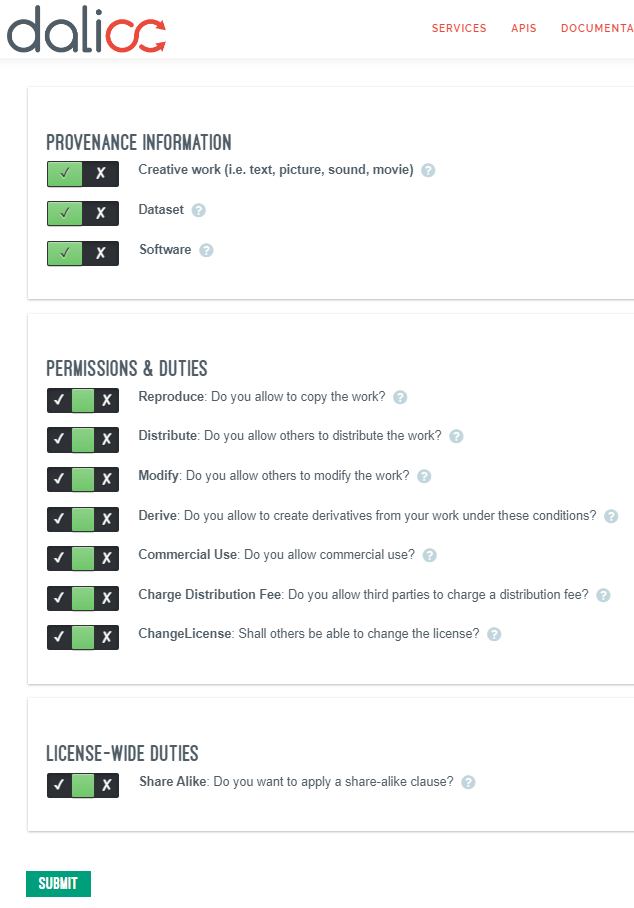 dalicc
SERVICES APIS DOCUMENTA
PROVENANCE INFORMATION
✓ X Creative work (i.e. text, picture, sound, movie) ?
✓ X Dataset ?
✓ X Software ?
PERMISSIONS & DUTIES
✓ X Reproduce: Do you allow to copy the work? ?
✓ X Distribute: Do you allow others to distribute the work? ?
✓ X Modify: Do you allow others to modify the work? ?
✓ X Derive: Do you allow to create derivatives from your work under these conditions? ?
✓ X Commercial Use: Do you allow commercial use? ?
✓ X Charge Distribution Fee: Do you allow third parties to charge a distribution fee? ?
✓ X ChangeLicense: Shall others be able to change the license? ?
LICENSE-WIDE DUTIES
✓ X Share Alike: Do you want to apply a share-alike clause? ?
SUBMIT